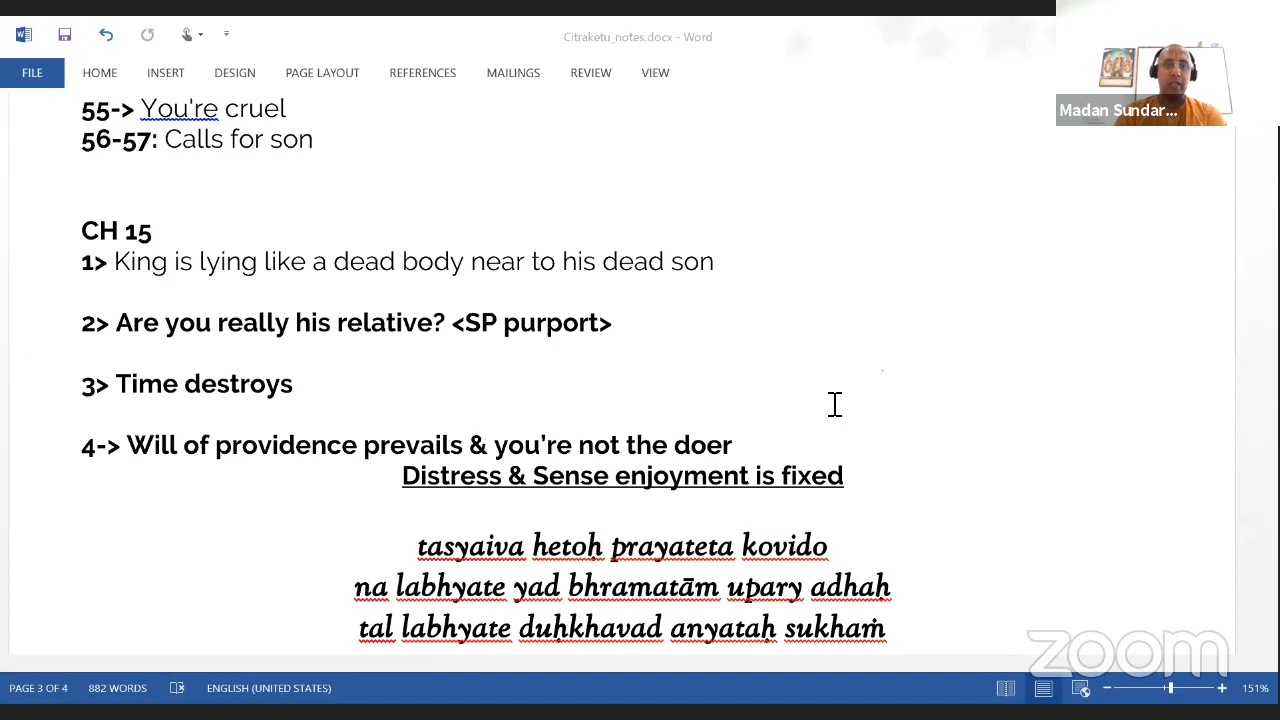 Citraketu_notes.docx - Word
FILE HOME INSERT DESIGN PAGE LAYOUT REFERENCES MAILINGS REVIEW VIEW
Madan Sundar...
55-> You're cruel
56-57: Calls for son
CH 15
1> King is lying like a dead body near to his dead son
2> Are you really his relative? <SP purport>
3> Time destroys
4-> Will of providence prevails & you're not the doer
Distress & Sense enjoyment is fixed
tasyaiva hetoḥ prayateta kovido
na labhyate yad bhramatām upary adhaḥ
tal labhyate duḥkhavad anyataḥ sukhaṁ
zoom
PAGE 3 OF 4 882 WORDS ENGLISH (UNITED STATES) 151%